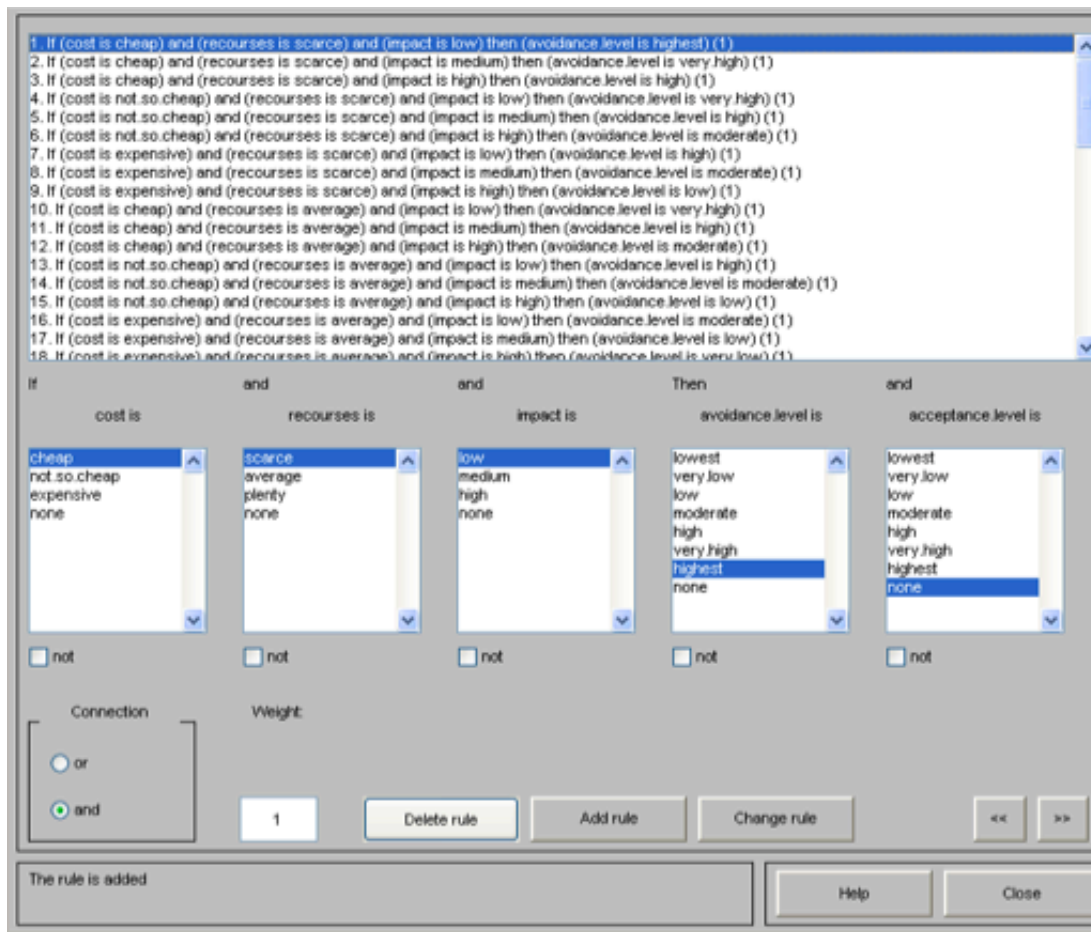 1. If (cost is cheap) and (recourses is scarce) and (impact is low) then (avoidance.level is highest) (1)
2. If (cost is cheap) and (recourses is scarce) and (impact is medium) then (avoidance.level is very.high) (1)
3. If (cost is cheap) and (recourses is scarce) and (impact is high) then (avoidance.level is high) (1)
4. If (cost is not.so.cheap) and (recourses is scarce) and (impact is low) then (avoidance.level is very.high) (1)
5. If (cost is not.so.cheap) and (recourses is scarce) and (impact is medium) then (avoidance.level is high) (1)
6. If (cost is not.so.cheap) and (recourses is scarce) and (impact is high) then (avoidance.level is moderate) (1)
7. If (cost is expensive) and (recourses is scarce) and (impact is low) then (avoidance.level is high) (1)
8. If (cost is expensive) and (recourses is scarce) and (impact is medium) then (avoidance.level is moderate) (1)
9. If (cost is expensive) and (recourses is scarce) and (impact is high) then (avoidance.level is low) (1)
10. If (cost is cheap) and (recourses is average) and (impact is low) then (avoidance.level is very.high) (1)
11. If (cost is cheap) and (recourses is average) and (impact is medium) then (avoidance.level is high) (1)
12. If (cost is cheap) and (recourses is average) and (impact is high) then (avoidance.level is moderate) (1)
13. If (cost is not.so.cheap) and (recourses is average) and (impact is low) then (avoidance.level is high) (1)
14. If (cost is not.so.cheap) and (recourses is average) and (impact is medium) then (avoidance.level is moderate) (1)
15. If (cost is not.so.cheap) and (recourses is average) and (impact is high) then (avoidance.level is low) (1)
16. If (cost is expensive) and (recourses is average) and (impact is low) then (avoidance.level is moderate) (1)
17. If (cost is expensive) and (recourses is average) and (impact is medium) then (avoidance.level is low) (1)
18. If (cost is expensive) and (recourses is average) and (impact is high) then (avoidance.level is very.low) (1)
If and and Then and
cost is recourses is impact is avoidance.level is acceptance.level is
cheap scarce low lowest lowest
not.so.cheap average medium very.low very.low
expensive plenty high low low
none none none moderate moderate
high high
very.high very.high
highest highest
none none
not not not not not
Connection Weight:
or
and 1 Delete rule Add rule Change rule << >>
The rule is added Help Close